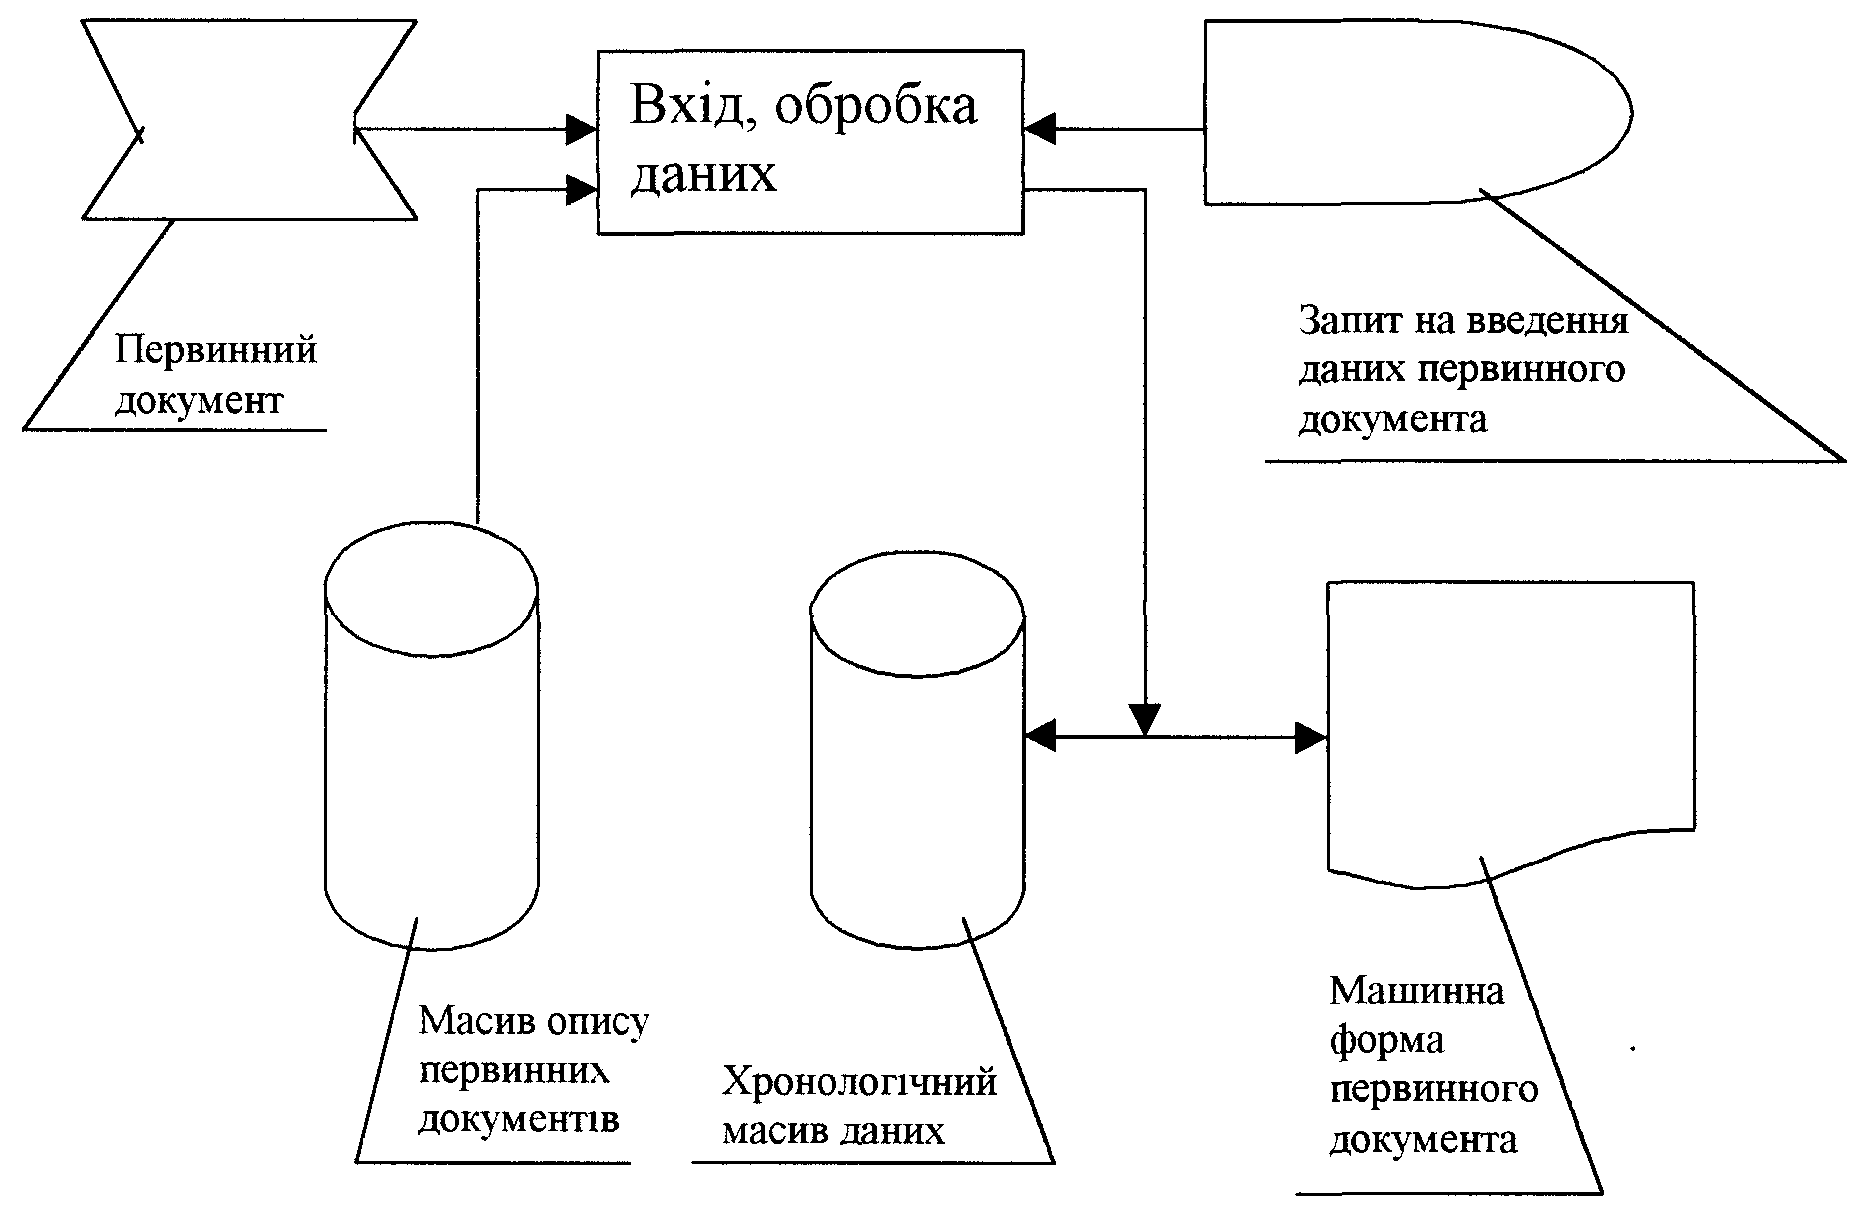 Вхід, обробка
даних
Первинний
документ
Запит на введення
даних первинного
документа
Масив опису
первинних
документів
Хронологічний
масив даних
Машинна
форма
первинного
документа